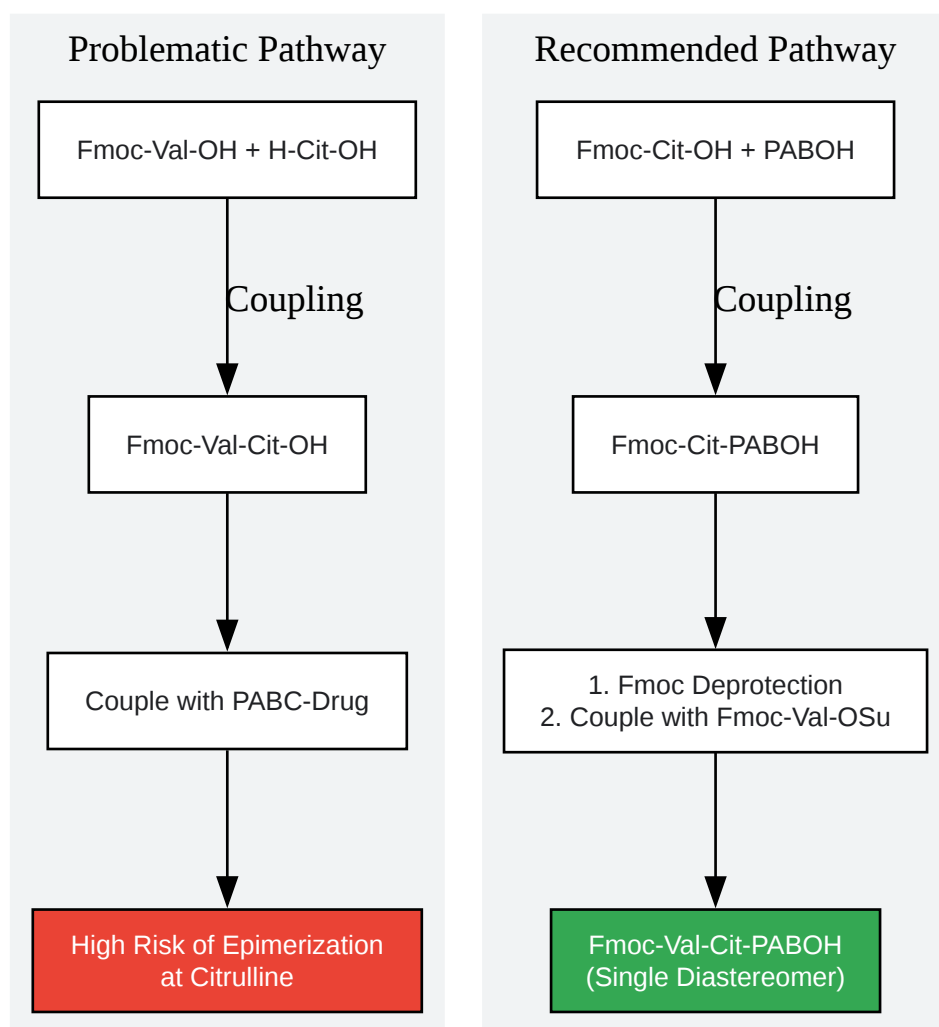 Problematic Pathway
Fmoc-Val-OH + H-Cit-OH
Coupling
Fmoc-Val-Cit-OH
Couple with PABC-Drug
High Risk of Epimerization
at Citrulline
Recommended Pathway
Fmoc-Cit-OH + PABOH
Coupling
Fmoc-Cit-PABOH
1. Fmoc Deprotection
2. Couple with Fmoc-Val-OSu
Fmoc-Val-Cit-PABOH
(Single Diastereomer)